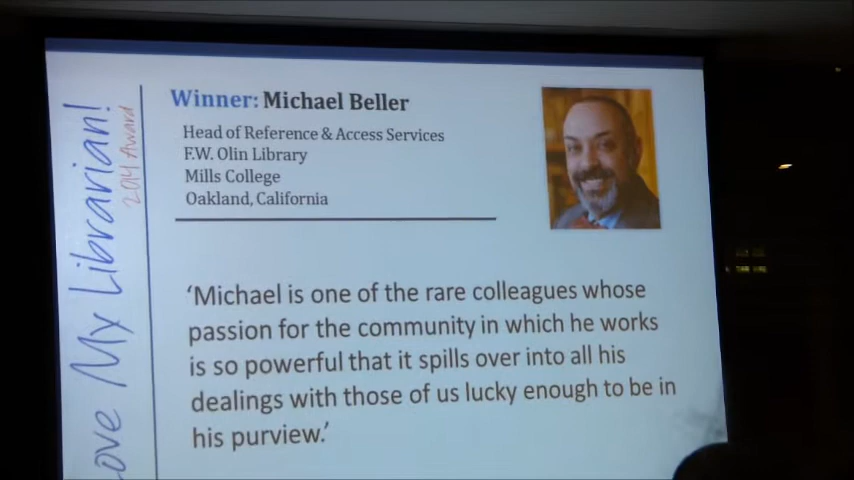 Love My Librarian!
2014 Award
Winner: Michael Beller
Head of Reference & Access Services
F.W. Olin Library
Mills College
Oakland, California
‘Michael is one of the rare colleagues whose
passion for the community in which he works
is so powerful that it spills over into all his
dealings with those of us lucky enough to be in
his purview.’